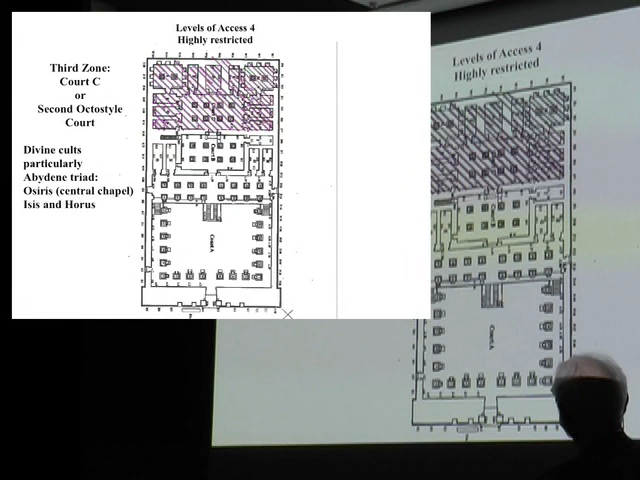 Levels of Access 4
Highly restricted
Third Zone:
Court C
or
Second Octostyle
Court
Divine cults
particularly
Abydene triad:
Osiris (central chapel)
Isis and Horus
Court A
Levels of Access 4
Highly restricted
Court A